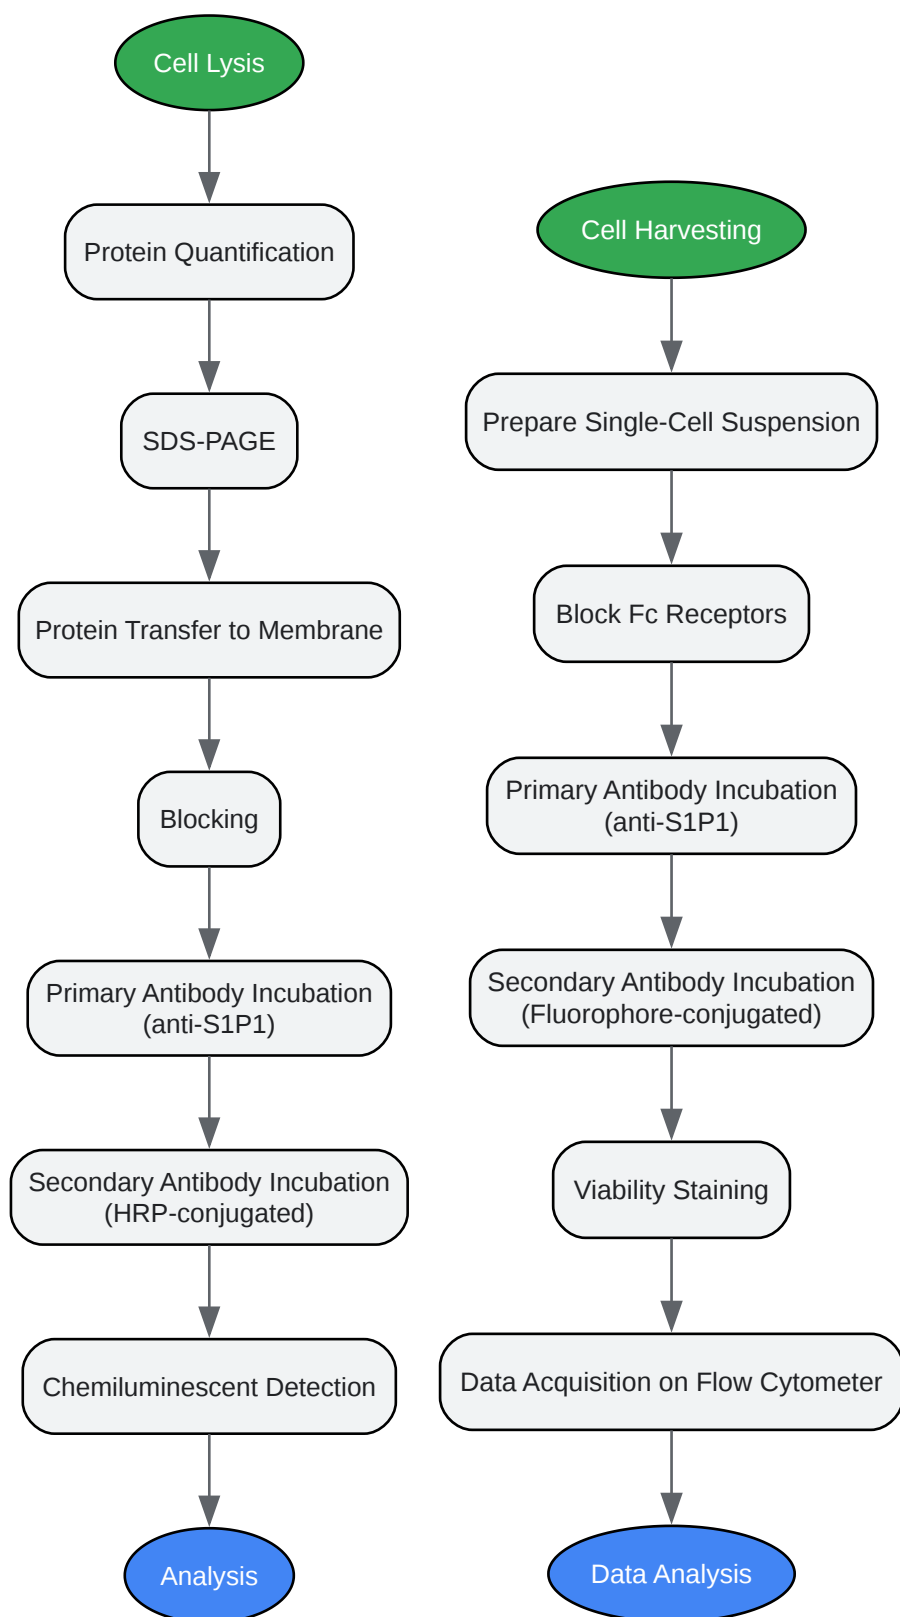 Cell Lysis
Protein Quantification
SDS-PAGE
Protein Transfer to Membrane
Blocking
Primary Antibody Incubation
(anti-S1P1)
Secondary Antibody Incubation
(HRP-conjugated)
Chemiluminescent Detection
Analysis
Cell Harvesting
Prepare Single-Cell Suspension
Block Fc Receptors
Primary Antibody Incubation
(anti-S1P1)
Secondary Antibody Incubation
(Fluorophore-conjugated)
Viability Staining
Data Acquisition on Flow Cytometer
Data Analysis